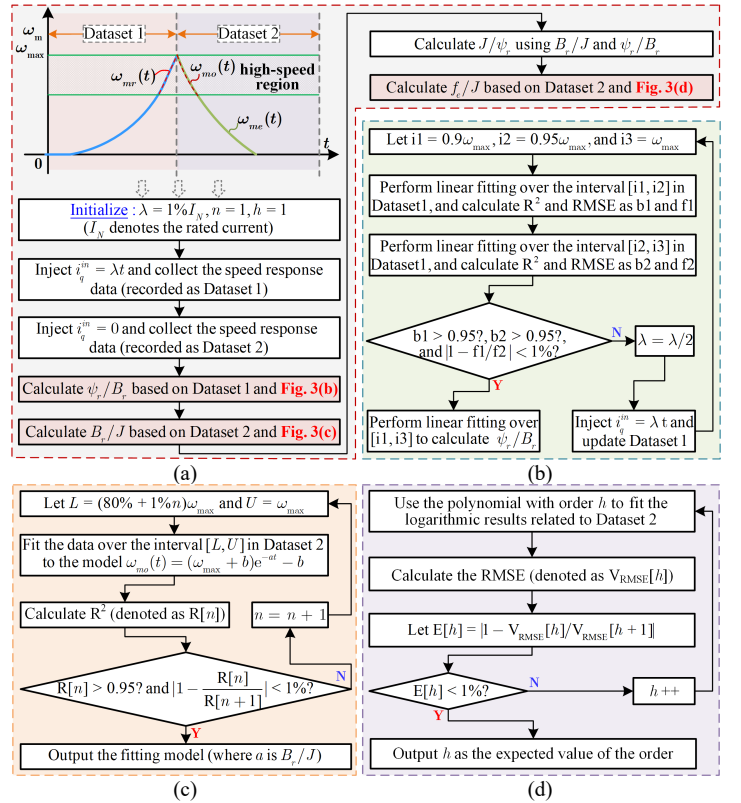 ω_m
ω_max
Dataset 1
Dataset 2
ω_mr(t)
ω_mo(t)
high-speed
region
ω_me(t)
0
t
Initialize : λ = 1%I_N, n = 1, h = 1
(I_N denotes the rated current)
Inject i_q^in = λt and collect the speed response
data (recorded as Dataset 1)
Inject i_q^in = 0 and collect the speed response
data (recorded as Dataset 2)
Calculate ψ_r/B_r based on Dataset 1 and Fig. 3(b)
Calculate B_r/J based on Dataset 2 and Fig. 3(c)
(a)
Calculate J/ψ_r using B_r/J and ψ_r/B_r
Calculate f_c/J based on Dataset 2 and Fig. 3(d)
Let i1 = 0.9ω_max, i2 = 0.95ω_max, and i3 = ω_max
Perform linear fitting over the interval [i1, i2] in
Dataset1, and calculate R² and RMSE as b1 and f1
Perform linear fitting over the interval [i2, i3] in
Dataset1, and calculate R² and RMSE as b2 and f2
b1 > 0.95?, b2 > 0.95?,
and |1 − f1/f2| < 1%?
N
λ = λ/2
Y
Perform linear fitting over
[i1, i3] to calculate ψ_r/B_r
Inject i_q^in = λ t and
update Dataset 1
(b)
Let L = (80% + 1%n)ω_max and U = ω_max
Fit the data over the interval [L, U] in Dataset 2
to the model ω_mo(t) = (ω_max + b)e^−at − b
Calculate R² (denoted as R[n])
n = n + 1
R[n] > 0.95? and |1 − R[n]/R[n+1]| < 1%?
N
Y
Output the fitting model (where a is B_r/J)
(c)
Use the polynomial with order h to fit the
logarithmic results related to Dataset 2
Calculate the RMSE (denoted as V_RMSE[h])
Let E[h] = |1 − V_RMSE[h]/V_RMSE[h + 1]|
E[h] < 1%?
N
h ++
Y
Output h as the expected value of the order
(d)